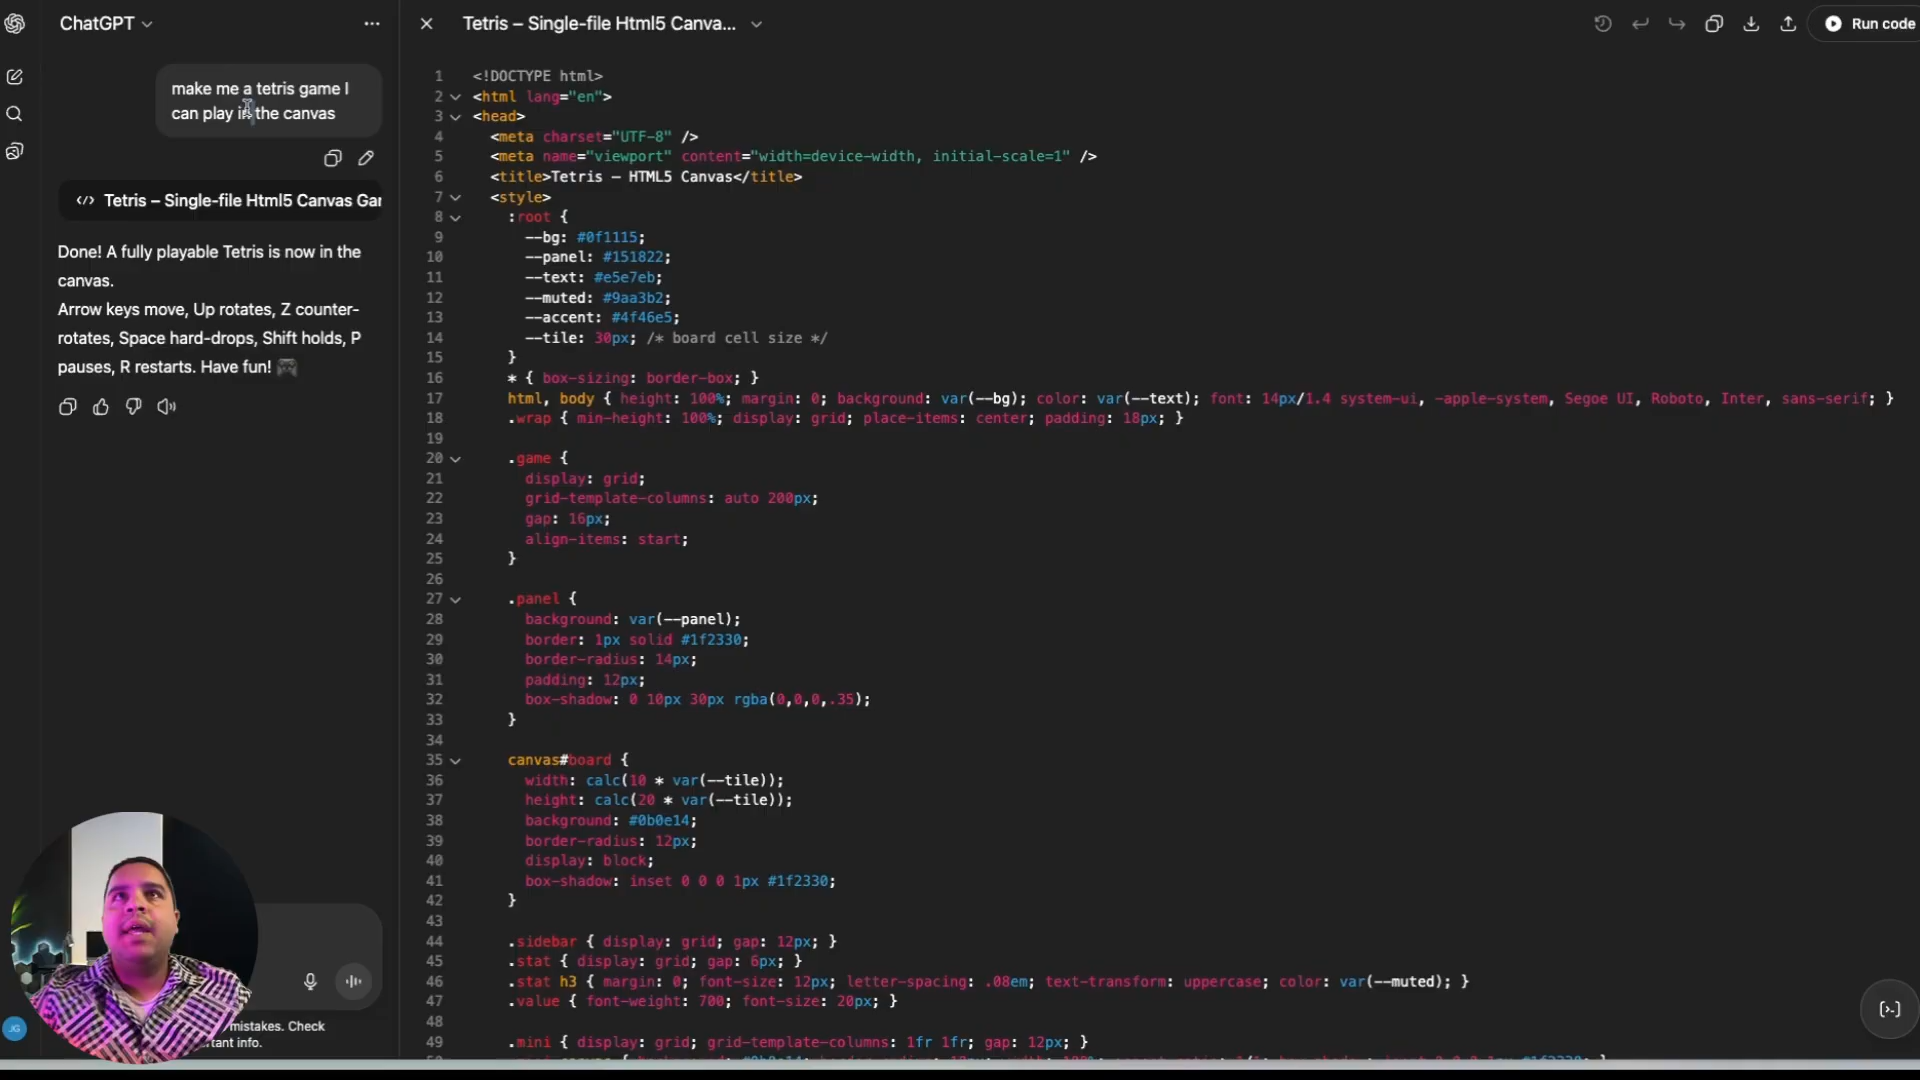 ChatGPT
make me a tetris game I
can play in the canvas
Tetris – Single-file Html5 Canvas Gar
Done! A fully playable Tetris is now in the
canvas.
Arrow keys move, Up rotates, Z counter-
rotates, Space hard-drops, Shift holds, P
pauses, R restarts. Have fun! 🎮
mistakes. Check
rtant info.
JG
Tetris – Single-file Html5 Canva...
Run code
1 <!DOCTYPE html>
2 <html lang="en">
3 <head>
4 <meta charset="UTF-8" />
5 <meta name="viewport" content="width=device-width, initial-scale=1" />
6 <title>Tetris – HTML5 Canvas</title>
7 <style>
8 :root {
9 --bg: #0f1115;
10 --panel: #151822;
11 --text: #e5e7eb;
12 --muted: #9aa3b2;
13 --accent: #4f46e5;
14 --tile: 30px; /* board cell size */
15 }
16 * { box-sizing: border-box; }
17 html, body { height: 100%; margin: 0; background: var(--bg); color: var(--text); font: 14px/1.4 system-ui, -apple-system, Segoe UI, Roboto, Inter, sans-serif; }
18 .wrap { min-height: 100%; display: grid; place-items: center; padding: 18px; }
19
20 .game {
21 display: grid;
22 grid-template-columns: auto 200px;
23 gap: 16px;
24 align-items: start;
25 }
26
27 .panel {
28 background: var(--panel);
29 border: 1px solid #1f2330;
30 border-radius: 14px;
31 padding: 12px;
32 box-shadow: 0 10px 30px rgba(0,0,0,.35);
33 }
34
35 canvas#board {
36 width: calc(10 * var(--tile));
37 height: calc(20 * var(--tile));
38 background: #0b0e14;
39 border-radius: 12px;
40 display: block;
41 box-shadow: inset 0 0 0 1px #1f2330;
42 }
43
44 .sidebar { display: grid; gap: 12px; }
45 .stat { display: grid; gap: 6px; }
46 .stat h3 { margin: 0; font-size: 12px; letter-spacing: .08em; text-transform: uppercase; color: var(--muted); }
47 .value { font-weight: 700; font-size: 20px; }
48
49 .mini { display: grid; grid-template-columns: 1fr 1fr; gap: 12px; }